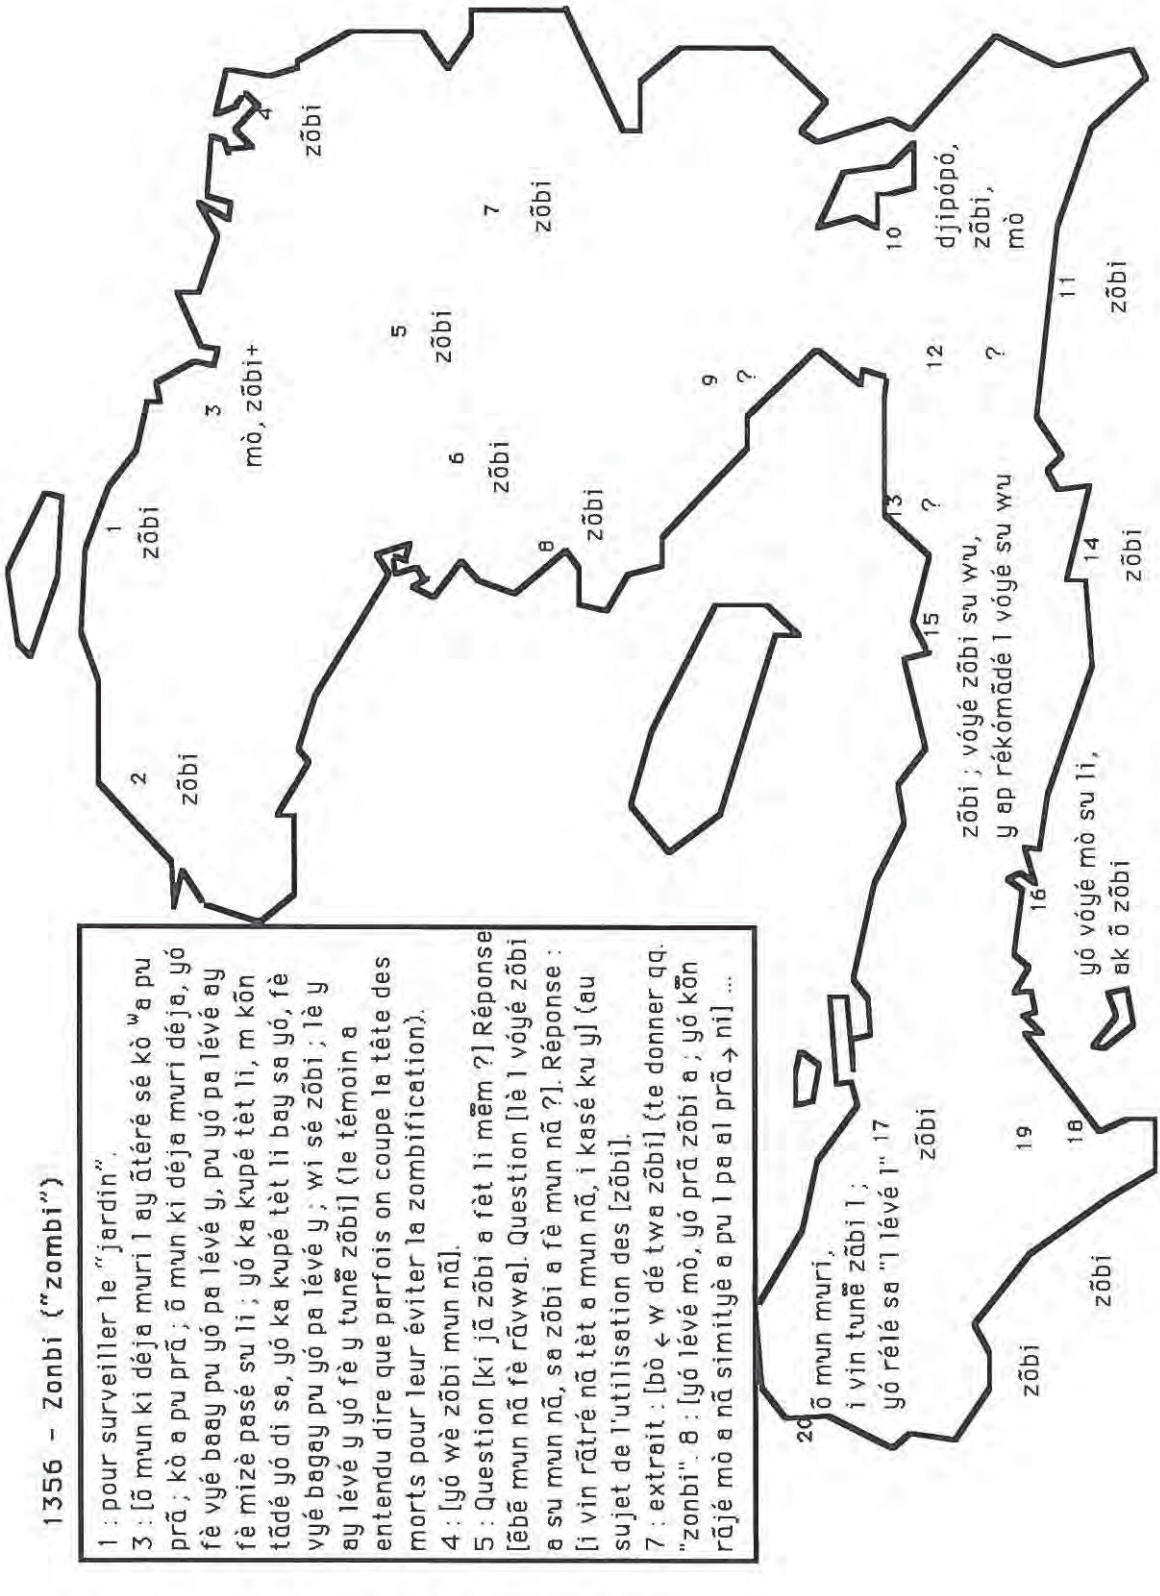 1356 – Zonbi ("zombi")
1 : pour surveiller le "jardin".
3 : [õ mun ki déja muri l ay ãtéré sé kò ʷa pu
prã ; kò a pu prã ; õ mun ki déja muri déja, yó
fè vyé baay pu yó pa lévé y, pu yó pa lévé ay
fè mizè pasé su li ; yó ka kupé tèt li, m kõn
tãdé yó di sa, yó ka kupé tèt li bay sa yó, fè
vyé bagay pu yó pa lévé y ; wi sé zõbi ; lè y
ay lévé y yó fè y tunẽ zõbi] (le témoin a
entendu dire que parfois on coupe la tête des
morts pour leur éviter la zombification).
4 : [yó wè zõbi mun nã].
5 : Question [ki jã zõbi a fèt li mẽm ?] Réponse
[ẽbẽ mun nã fè rãvwa]. Question [lè l vóyé zõbi
a su mun nã, sa zõbi a fè mun nã ?]. Réponse :
[i vin rãtré nã tèt a mun nã, i kasé ku y] (au
sujet de l'utilisation des [zõbi].
7 : extrait : [bò ← w dé twa zõbi] (te donner qq.
"zonbi". 8 : [yó lévé mò, yó prã zõbi a ; yó kõn
rãjé mò a nã simityè a pu l pa al prã→ ni] ...
1
zõbi
2
zõbi
3
mò, zõbi+
4
zõbi
5
zõbi
6
zõbi
7
zõbi
8
zõbi
9
?
10
djipópó,
zõbi,
mò
11
zõbi
12
?
13
?
14
zõbi
15
zõbi ; vóyé zõbi su wu,
y ap rékómãdé l vóyé su wu
16
yó vóyé mò su li,
ak õ zõbi
17
zõbi
18
zõbi
19
zõbi
20
õ mun muri,
i vin tunẽ zãbi l ;
yó rélé sa "l lévé l"